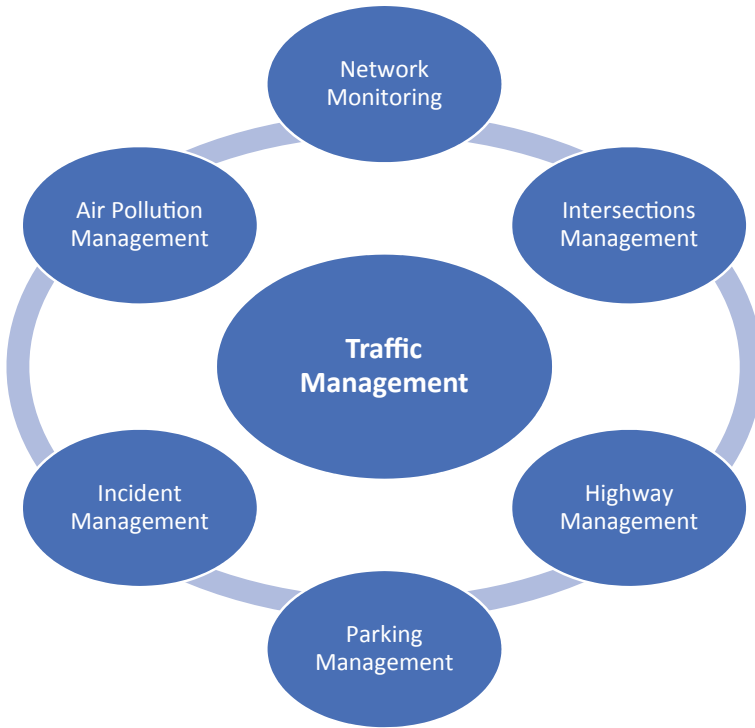 Network
Monitoring
Intersections
Management
Highway
Management
Parking
Management
Incident
Management
Air Pollution
Management
Traffic
Management